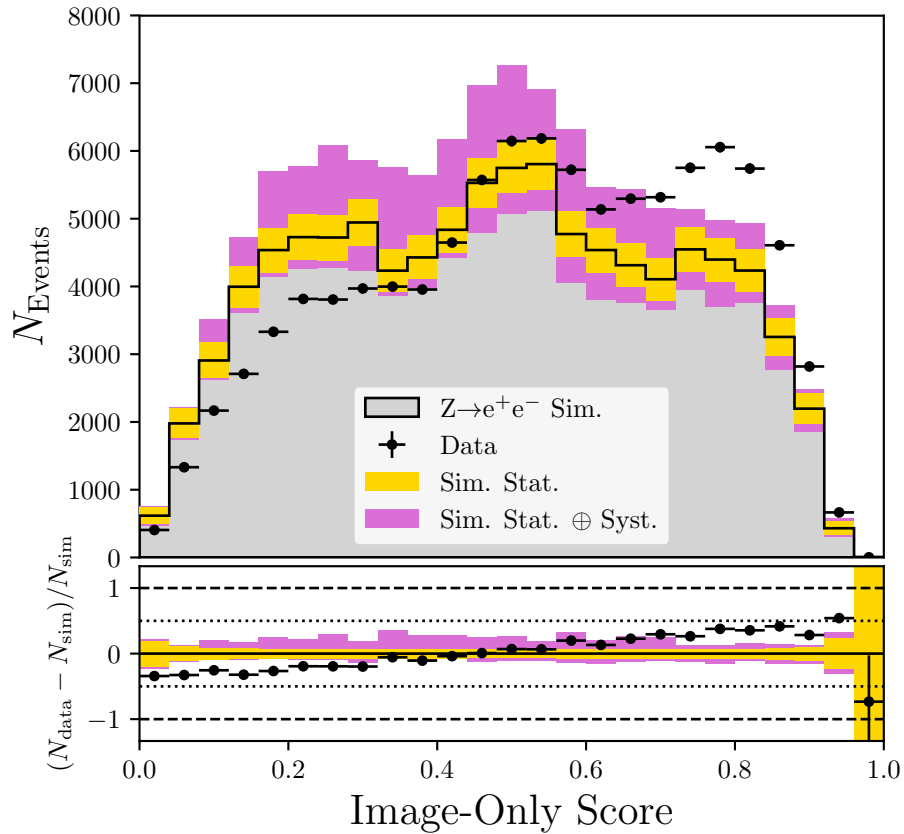 8000
7000
6000
5000
4000
3000
2000
1000
0
N_Events
Z→e⁺e⁻ Sim.
Data
Sim. Stat.
Sim. Stat. ⊕ Syst.
1
0
−1
(N_data − N_sim)/N_sim
0.0 0.2 0.4 0.6 0.8 1.0
Image-Only Score